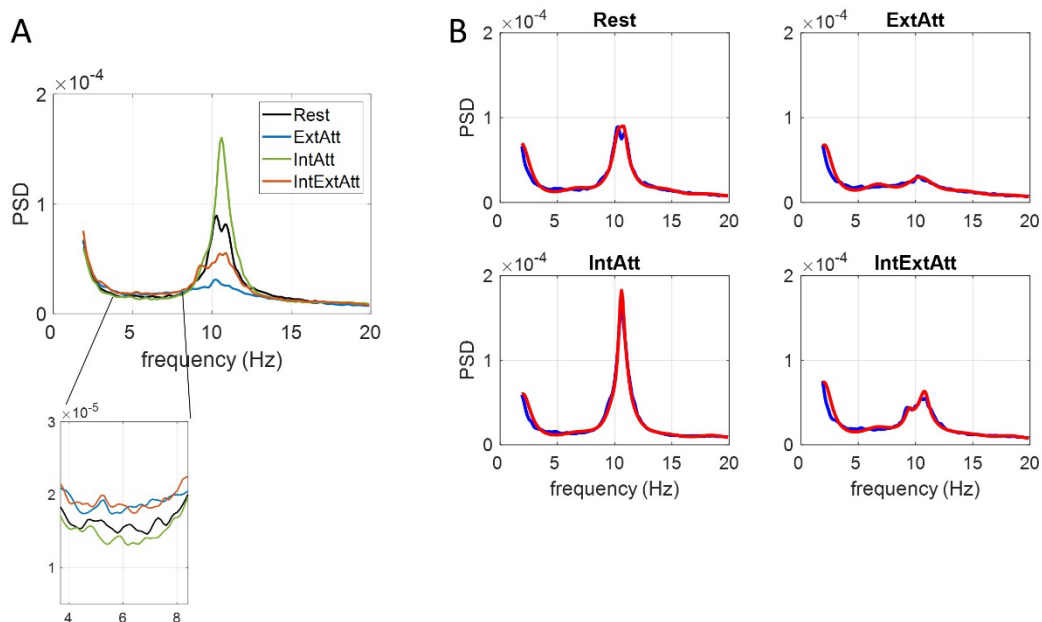 A
×10⁻⁴
2
1
0
PSD
Rest
ExtAtt
IntAtt
IntExtAtt
0 5 10 15 20
frequency (Hz)
×10⁻⁵
3
2
1
4 6 8
B
Rest
×10⁻⁴
2
1
0
PSD
0 5 10 15 20
ExtAtt
×10⁻⁴
2
1
0
0 5 10 15 20
IntAtt
×10⁻⁴
2
1
0
PSD
0 5 10 15 20
frequency (Hz)
IntExtAtt
×10⁻⁴
2
1
0
0 5 10 15 20
frequency (Hz)